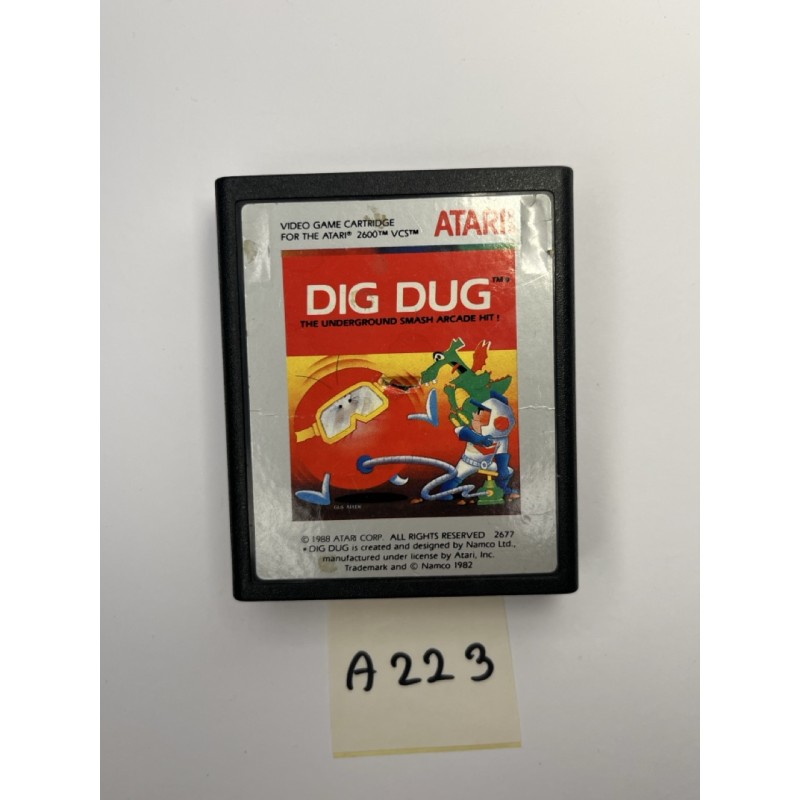 VIDEO GAME CARTRIDGE
FOR THE ATARI® 2600™ VCS™
ATARI
DIG DUG™*
THE UNDERGROUND SMASH ARCADE HIT!
© 1988 ATARI CORP. ALL RIGHTS RESERVED 2677
* DIG DUG is created and designed by Namco Ltd.,
manufactured under license by Atari, Inc.
Trademark and © Namco 1982
A223